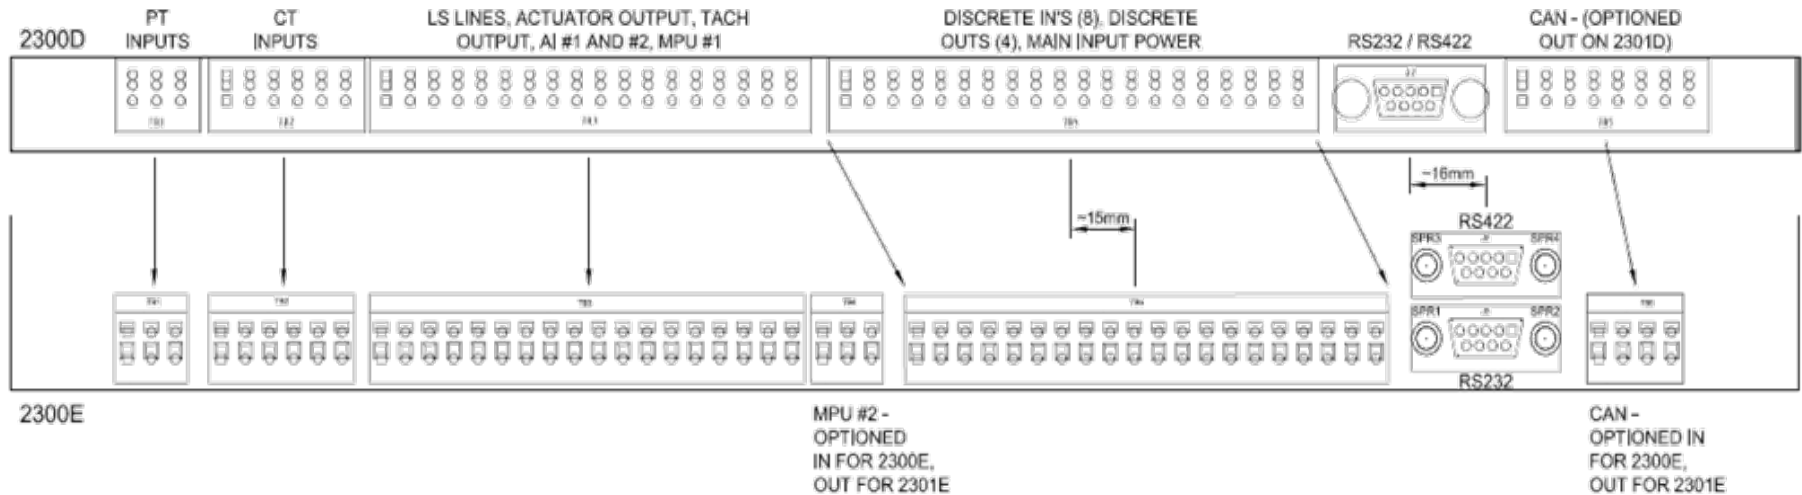 2300D
PT
INPUTS
CT
INPUTS
LS LINES, ACTUATOR OUTPUT, TACH
OUTPUT, AI #1 AND #2, MPU #1
DISCRETE IN'S (8), DISCRETE
OUTS (4), MAIN INPUT POWER
RS232 / RS422
CAN - (OPTIONED
OUT ON 2301D)
~15mm
~16mm
RS422
SPR3
SPR4
SPR1
SPR2
RS232
2300E
MPU #2 -
OPTIONED
IN FOR 2300E,
OUT FOR 2301E
CAN -
OPTIONED IN
FOR 2300E,
OUT FOR 2301E